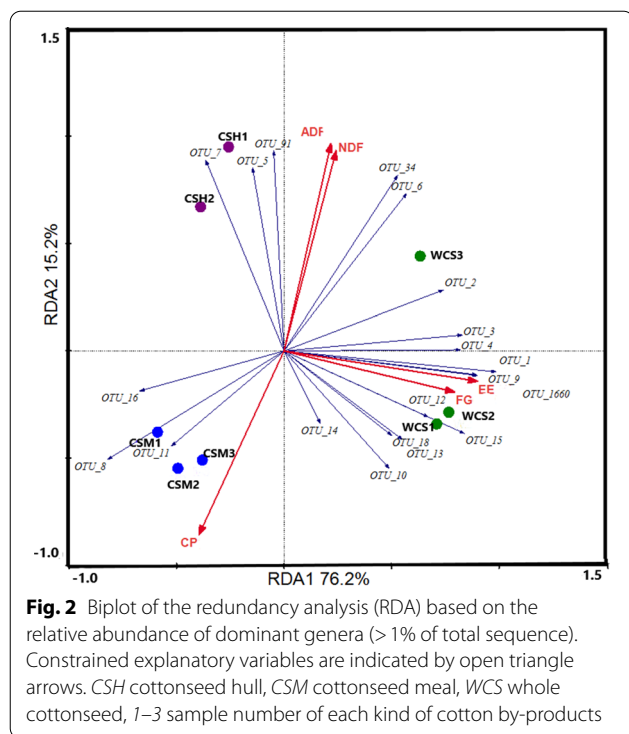 1.5
CSH1
OTU_7
OTU_5
OTU_91
ADF
NDF
OTU_34
OTU_6
CSH2
WCS3
OTU_2
RDA2 15.2%
OTU_3
OTU_4
OTU_1
OTU_9
EE
OTU_16
FG
OTU_12
OTU_1660
WCS2
WCS1
OTU_14
OTU_15
CSM1
OTU_18
OTU_11
CSM3
OTU_13
OTU_8
CSM2
OTU_10
CP
-1.0
-1.0
RDA1 76.2%
1.5
Fig. 2 Biplot of the redundancy analysis (RDA) based on the
relative abundance of dominant genera (> 1% of total sequence).
Constrained explanatory variables are indicated by open triangle
arrows. CSH cottonseed hull, CSM cottonseed meal, WCS whole
cottonseed, 1–3 sample number of each kind of cotton by-products